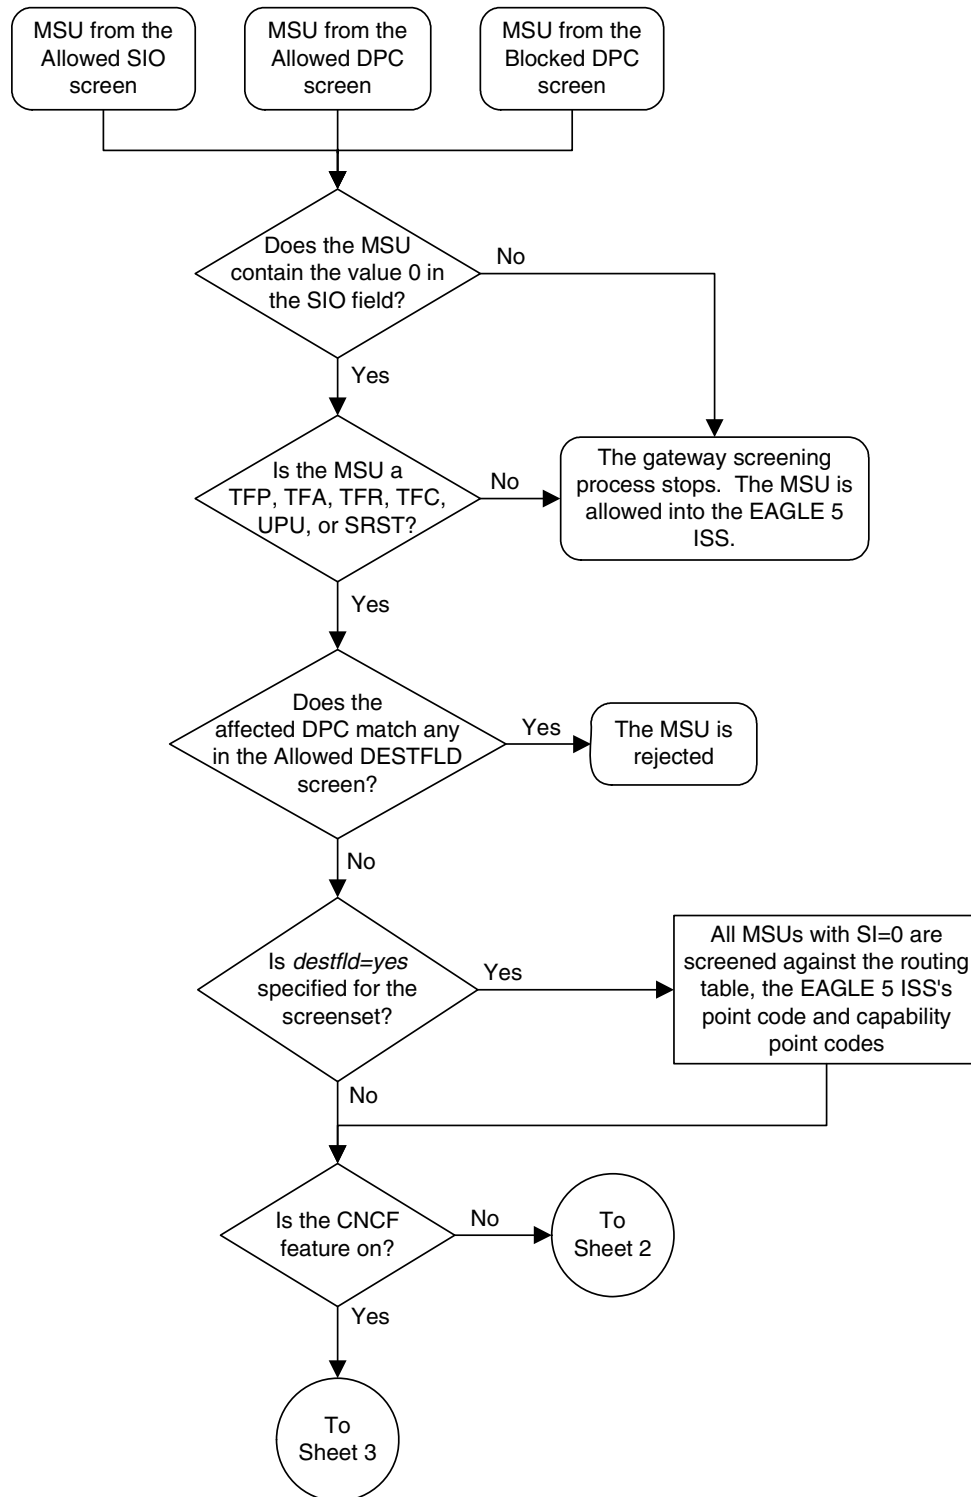 MSU from the
Allowed SIO
screen
MSU from the
Allowed DPC
screen
MSU from the
Blocked DPC
screen
Does the MSU
contain the value 0 in
the SIO field?
No
Yes
Is the MSU a
TFP, TFA, TFR, TFC,
UPU, or SRST?
No
The gateway screening
process stops. The MSU is
allowed into the EAGLE 5
ISS.
Yes
Does the
affected DPC match any
in the Allowed DESTFLD
screen?
Yes
The MSU is
rejected
No
Is destfld=yes
specified for the
screenset?
Yes
All MSUs with SI=0 are
screened against the routing
table, the EAGLE 5 ISS's
point code and capability
point codes
No
Is the CNCF
feature on?
No
To
Sheet 2
Yes
To
Sheet 3